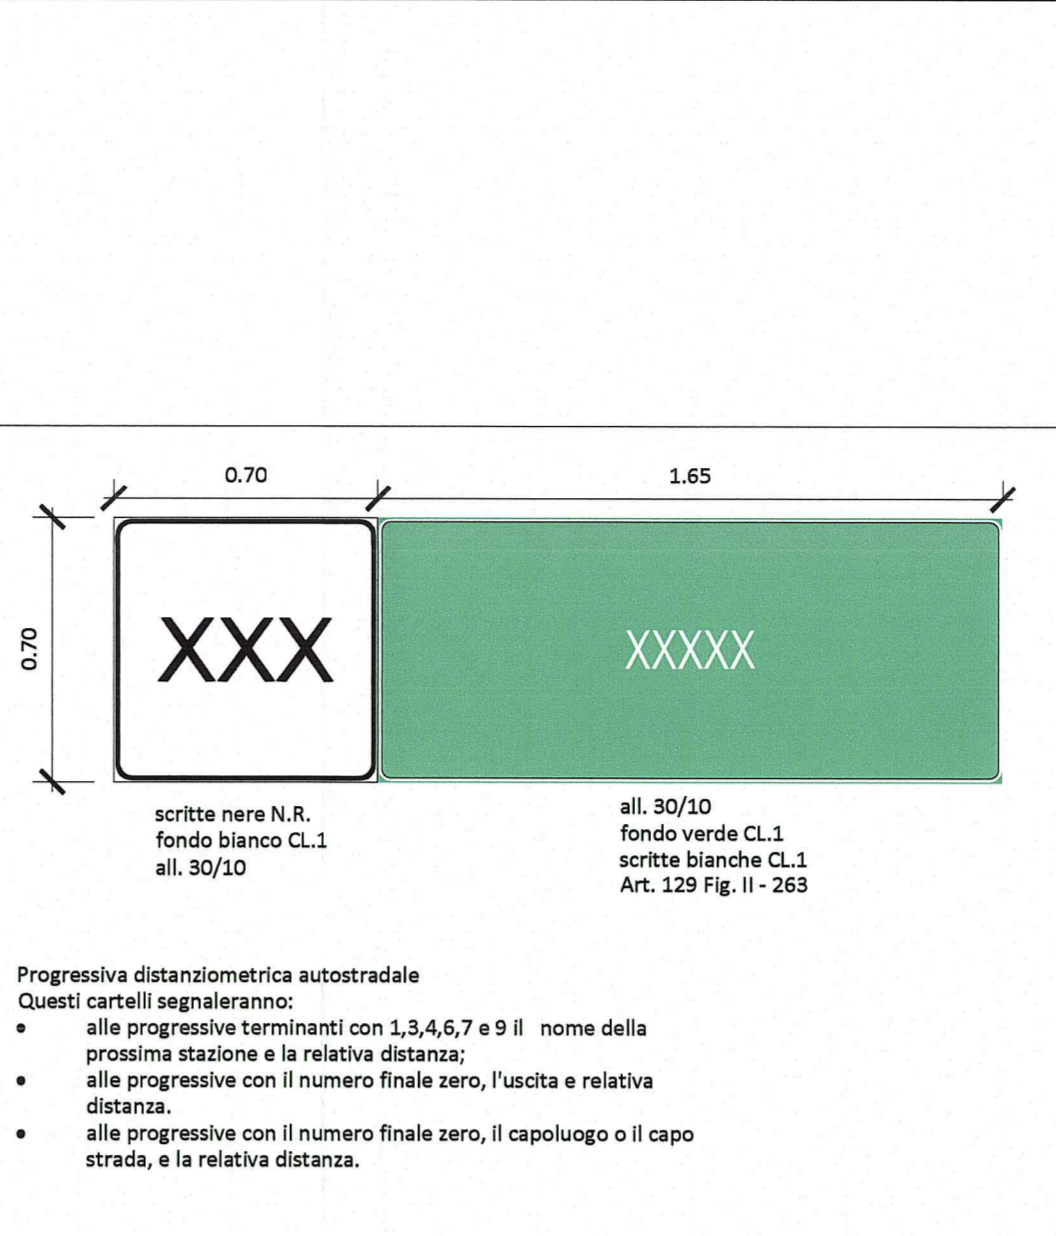 0.70 1.65
0.70
XXX XXXXX
scritte nere N.R.
fondo bianco CL.1
all. 30/10
all. 30/10
fondo verde CL.1
scritte bianche CL.1
Art. 129 Fig. II - 263
Progressiva distanziometrica autostradale
Questi cartelli segnaleranno:
• alle progressive terminanti con 1,3,4,6,7 e 9 il nome della
prossima stazione e la relativa distanza;
• alle progressive con il numero finale zero, l'uscita e relativa
distanza.
• alle progressive con il numero finale zero, il capoluogo o il capo
strada, e la relativa distanza.